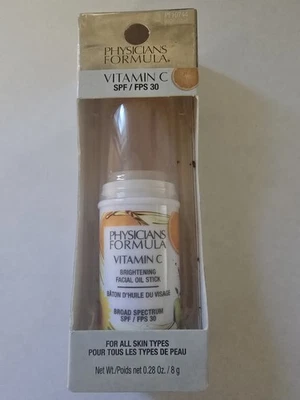 PHYSICIANS
FORMULA®
VITAMIN C
SPF / FPS 30
PHYSICIANS
FORMULA
VITAMIN C
BRIGHTENING
FACIAL OIL STICK
BÂTON D'HUILE DU VISAGE
BROAD SPECTRUM
SPF / FPS 30
FOR ALL SKIN TYPES
POUR TOUS LES TYPES DE PEAU
Net Wt./Poids net 0.28 Oz. / 8 g